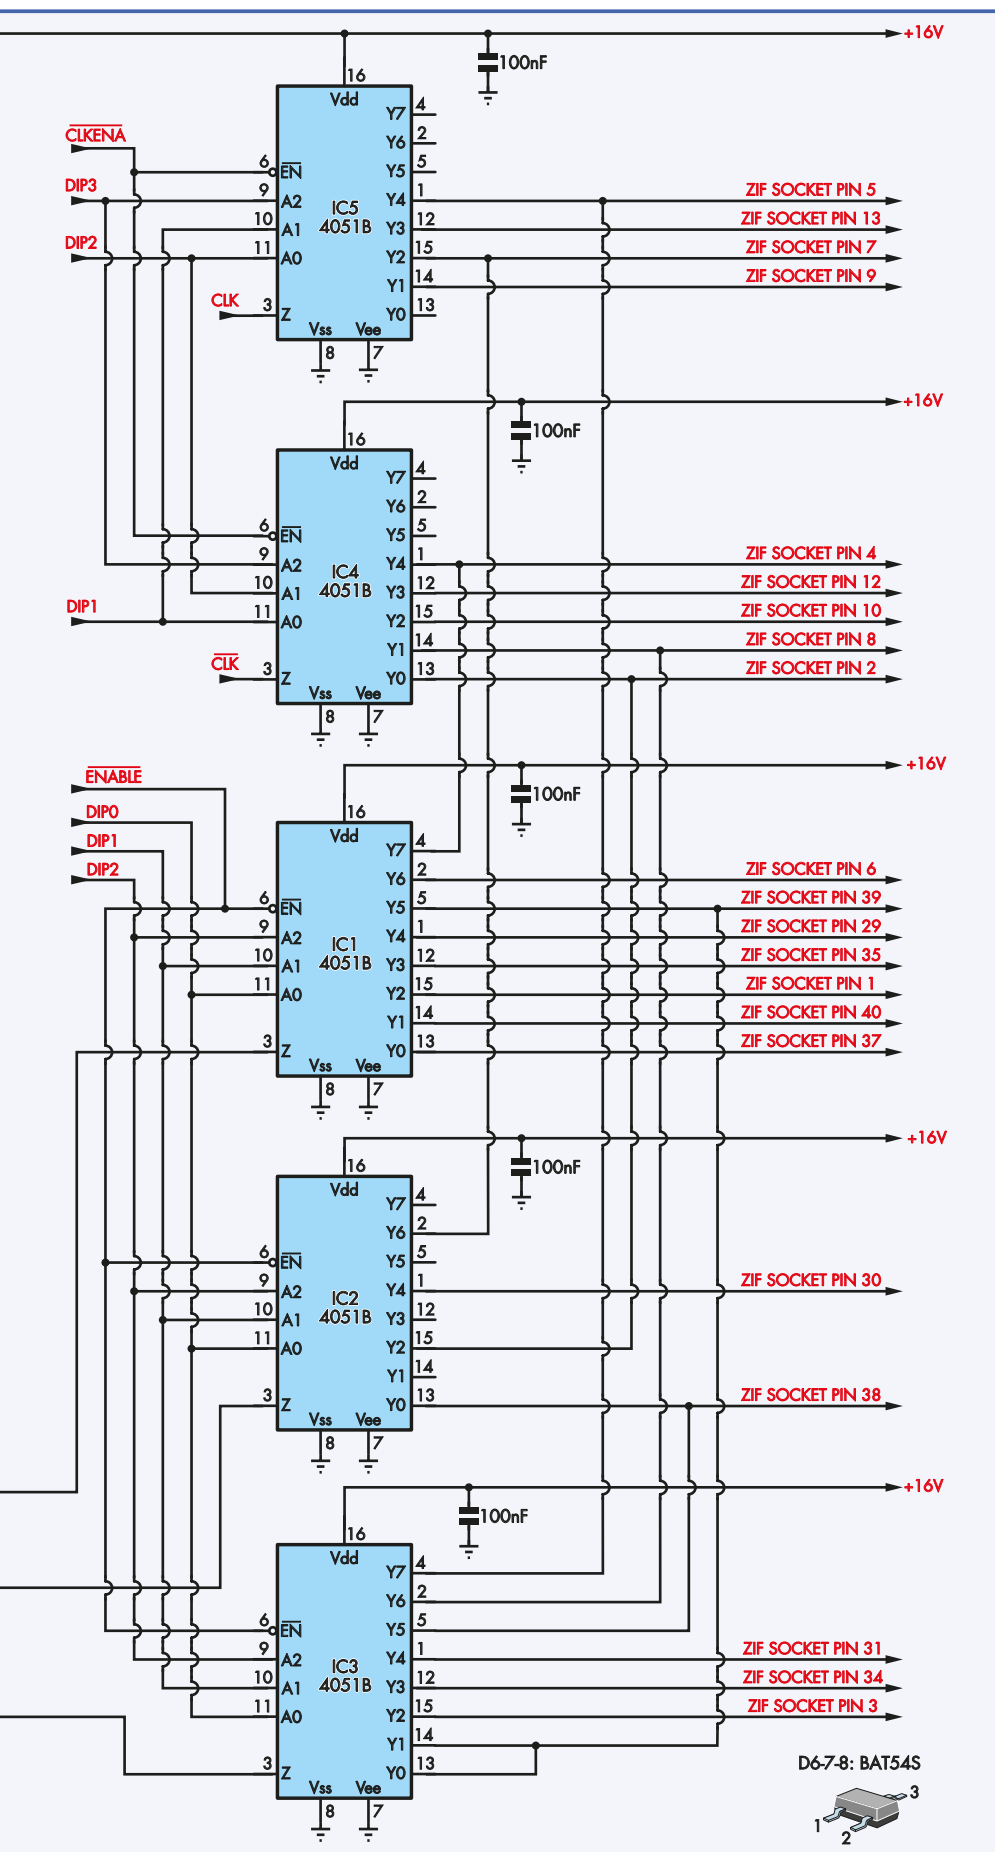 +16V
100nF
16
Vdd
Y7 4
CLKENA
Y6 2
6 EN
Y5 5
DIP3
9 A2
Y4 1
ZIF SOCKET PIN 5
IC5
4051B
10 A1
Y3 12
ZIF SOCKET PIN 13
DIP2
11 A0
Y2 15
ZIF SOCKET PIN 7
Y1 14
ZIF SOCKET PIN 9
CLK
3 Z
Y0 13
Vss Vee
8 7
+16V
100nF
16
Vdd
Y7 4
Y6 2
6 EN
Y5 5
9 A2
Y4 1
ZIF SOCKET PIN 4
IC4
4051B
10 A1
Y3 12
ZIF SOCKET PIN 12
DIP1
11 A0
Y2 15
ZIF SOCKET PIN 10
Y1 14
ZIF SOCKET PIN 8
CLK
3 Z
Y0 13
ZIF SOCKET PIN 2
Vss Vee
8 7
+16V
ENABLE
100nF
DIP0
16
Vdd
DIP1
Y7 4
DIP2
Y6 2
ZIF SOCKET PIN 6
6 EN
Y5 5
ZIF SOCKET PIN 39
9 A2
Y4 1
ZIF SOCKET PIN 29
IC1
4051B
10 A1
Y3 12
ZIF SOCKET PIN 35
11 A0
Y2 15
ZIF SOCKET PIN 1
Y1 14
ZIF SOCKET PIN 40
3 Z
Y0 13
ZIF SOCKET PIN 37
Vss Vee
8 7
+16V
100nF
16
Vdd
Y7 4
Y6 2
6 EN
Y5 5
9 A2
Y4 1
ZIF SOCKET PIN 30
IC2
4051B
10 A1
Y3 12
11 A0
Y2 15
Y1 14
3 Z
Y0 13
ZIF SOCKET PIN 38
Vss Vee
8 7
+16V
100nF
16
Vdd
Y7 4
Y6 2
6 EN
Y5 5
9 A2
Y4 1
ZIF SOCKET PIN 31
IC3
4051B
10 A1
Y3 12
ZIF SOCKET PIN 34
11 A0
Y2 15
ZIF SOCKET PIN 3
Y1 14
3 Z
Y0 13
Vss Vee
8 7
D6-7-8: BAT54S
3
1
2